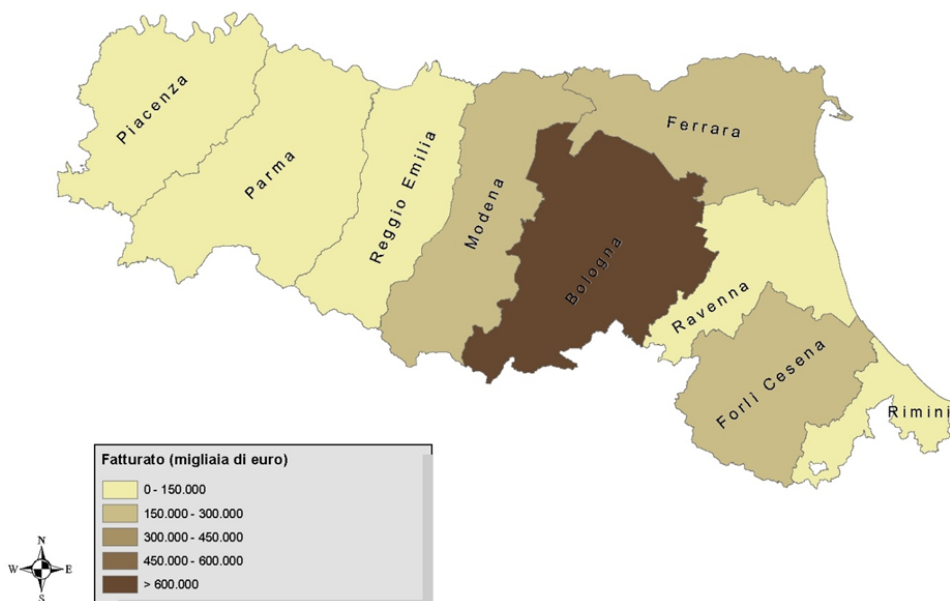 Piacenza
Parma
Reggio Emilia
Modena
Ferrara
Bologna
Ravenna
Forlì Cesena
Rimini
Fatturato (migliaia di euro)
0 - 150.000
150.000 - 300.000
300.000 - 450.000
450.000 - 600.000
> 600.000
N
W E
S